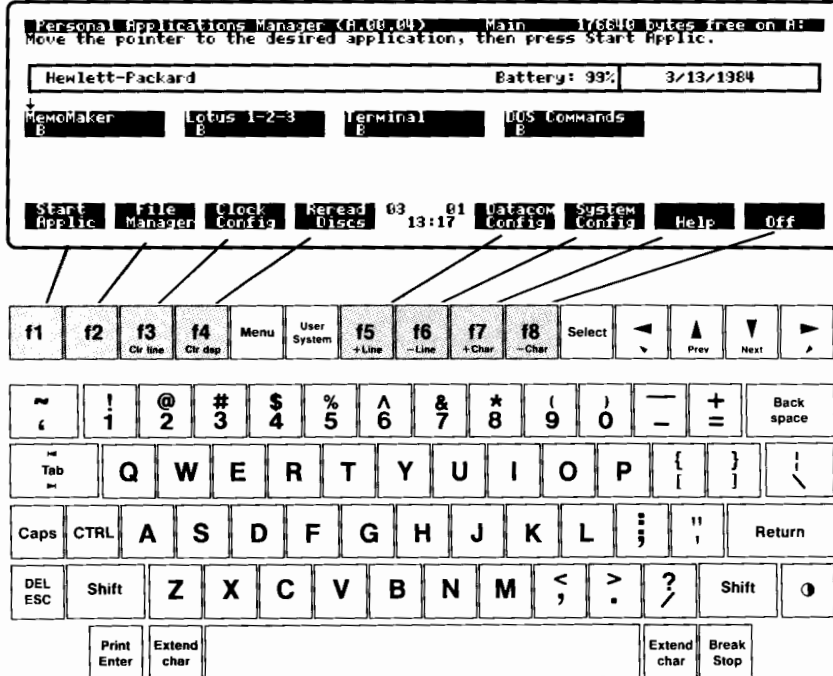 Personal Applications Manager (A.00.04) Main 176640 bytes free on A:
Move the pointer to the desired application, then press Start Applic.
Hewlett-Packard Battery: 99% 3/13/1984
MemoMaker Lotus 1-2-3 Terminal DOS Commands
B B B B
Start File Clock Reread 03 01 Datacom System
Applic Manager Config Discs 13:17 Config Config Help Off
f1 f2 f3 f4 Menu User System f5 f6 f7 f8 Select
Clr line Clr dsp +Line -Line +Char -Char Prev Next
~ ! @ # $ % ^ & * ( ) — + Back
` 1 2 3 4 5 6 7 8 9 0 - = space
Tab Q W E R T Y U I O P { [ } ] ¦ \
Caps CTRL A S D F G H J K L : ; " ' Return
DEL ESC Shift Z X C V B N M < , > . ? / Shift
Print Extend Extend Break
Enter char char Stop